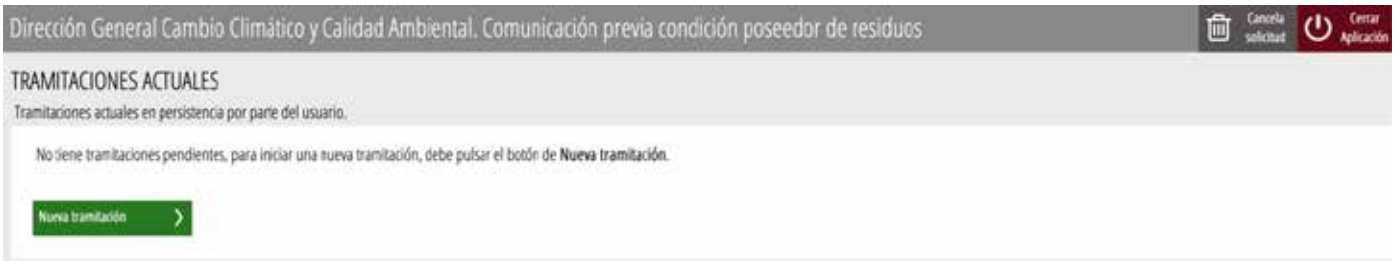 Dirección General Cambio Climático y Calidad Ambiental. Comunicación previa condición poseedor de residuos
Cancela
solicitud
Cerrar
Aplicación
TRAMITACIONES ACTUALES
Tramitaciones actuales en persistencia por parte del usuario.
No tiene tramitaciones pendientes, para iniciar una nueva tramitación, debe pulsar el botón de Nueva tramitación.
Nueva tramitación